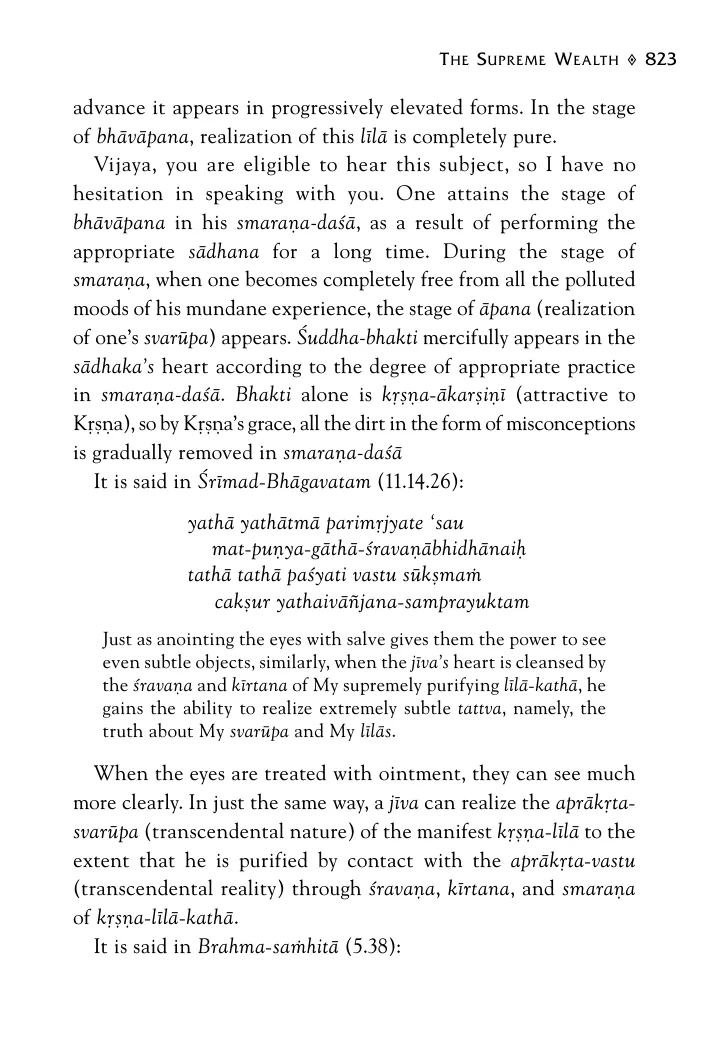 The Supreme Wealth ◊ 823
advance it appears in progressively elevated forms. In the stage
of bhāvāpana, realization of this līlā is completely pure.
Vijaya, you are eligible to hear this subject, so I have no
hesitation in speaking with you. One attains the stage of
bhāvāpana in his smaraṇa-daśā, as a result of performing the
appropriate sādhana for a long time. During the stage of
smaraṇa, when one becomes completely free from all the polluted
moods of his mundane experience, the stage of āpana (realization
of one’s svarūpa) appears. Śuddha-bhakti mercifully appears in the
sādhaka’s heart according to the degree of appropriate practice
in smaraṇa-daśā. Bhakti alone is kṛṣṇa-ākarṣiṇī (attractive to
Kṛṣṇa), so by Kṛṣṇa’s grace, all the dirt in the form of misconceptions
is gradually removed in smaraṇa-daśā
It is said in Śrīmad-Bhāgavatam (11.14.26):
yathā yathātmā parimṛjyate ‘sau
mat-puṇya-gāthā-śravaṇābhidhānaiḥ
tathā tathā paśyati vastu sūkṣmaṁ
cakṣur yathaivāñjana-samprayuktam
Just as anointing the eyes with salve gives them the power to see
even subtle objects, similarly, when the jīva’s heart is cleansed by
the śravaṇa and kīrtana of My supremely purifying līlā-kathā, he
gains the ability to realize extremely subtle tattva, namely, the
truth about My svarūpa and My līlās.
When the eyes are treated with ointment, they can see much
more clearly. In just the same way, a jīva can realize the aprākṛta-
svarūpa (transcendental nature) of the manifest kṛṣṇa-līlā to the
extent that he is purified by contact with the aprākṛta-vastu
(transcendental reality) through śravaṇa, kīrtana, and smaraṇa
of kṛṣṇa-līlā-kathā.
It is said in Brahma-saṁhitā (5.38):